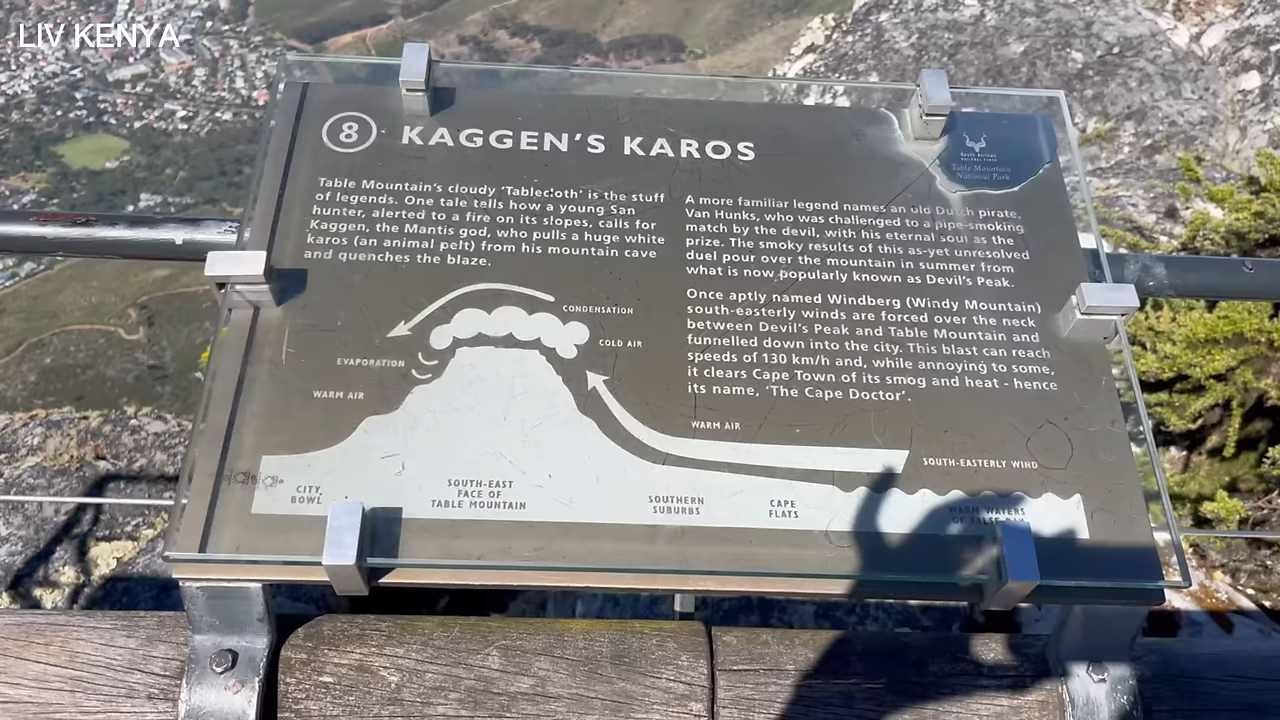 LIV KENYA
8 KAGGEN'S KAROS
South African
National Parks
Table Mountain
National Park
Table Mountain's cloudy 'Tablecloth' is the stuff
of legends. One tale tells how a young San
hunter, alerted to a fire on its slopes, calls for
Kaggen, the Mantis god, who pulls a huge white
karos (an animal pelt) from his mountain cave
and quenches the blaze.
A more familiar legend names an old Dutch pirate,
Van Hunks, who was challenged to a pipe-smoking
match by the devil, with his eternal soul as the
prize. The smoky results of this as-yet unresolved
duel pour over the mountain in summer from
what is now popularly known as Devil's Peak.
Once aptly named Windberg (Windy Mountain)
south-easterly winds are forced over the neck
between Devil's Peak and Table Mountain and
funnelled down into the city. This blast can reach
speeds of 130 km/h and, while annoying to some,
it clears Cape Town of its smog and heat - hence
its name, 'The Cape Doctor'.
CONDENSATION
COLD AIR
EVAPORATION
WARM AIR
WARM AIR
SOUTH-EASTERLY WIND
CITY
BOWL
SOUTH-EAST
FACE OF
TABLE MOUNTAIN
SOUTHERN
SUBURBS
CAPE
FLATS
WARM WATERS
OF FALSE BAY